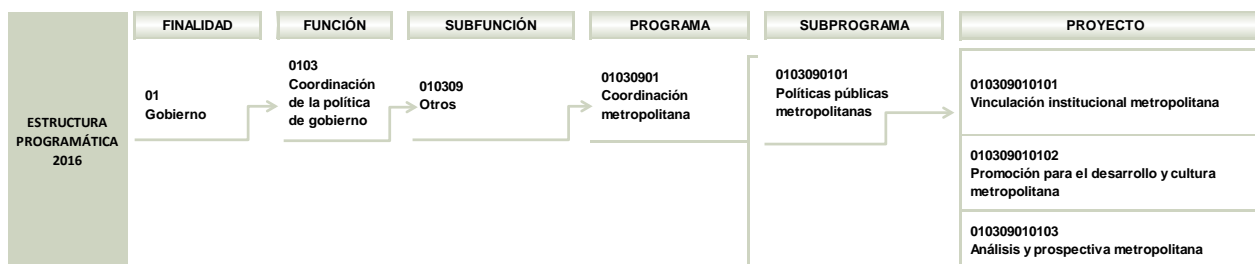 FINALIDAD
FUNCIÓN
SUBFUNCIÓN
PROGRAMA
SUBPROGRAMA
PROYECTO
ESTRUCTURA
PROGRAMÁTICA
2016
01
Gobierno
0103
Coordinación
de la política
de gobierno
010309
Otros
01030901
Coordinación
metropolitana
0103090101
Políticas públicas
metropolitanas
010309010101
Vinculación institucional metropolitana
010309010102
Promoción para el desarrollo y cultura
metropolitana
010309010103
Análisis y prospectiva metropolitana